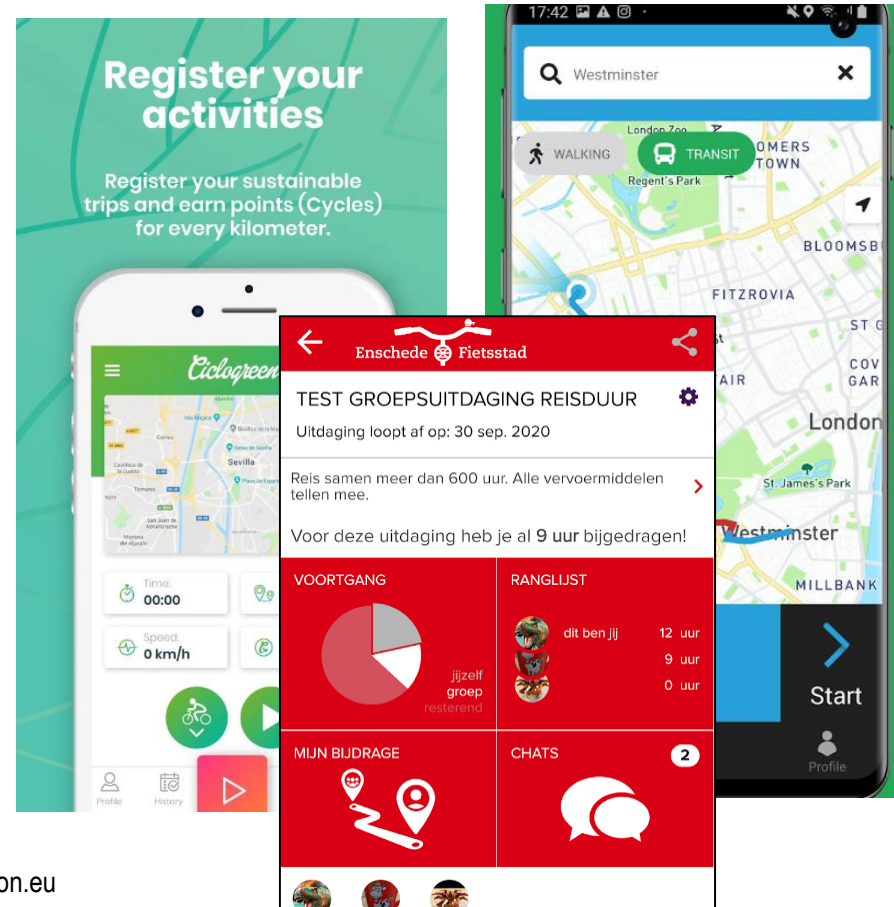 Register your
activities
Register your sustainable
trips and earn points (Cycles)
for every kilometer.
Ciclogreen
Sevilla
Time:
00:00
Speed:
0 km/h
Profile
History
17:42
Westminster
London Zoo
WALKING
TRANSIT
OMERS
TOWN
Regent's Park
BLOOMSB
FITZROVIA
ST G
COV
GAR
AIR
London
St. James's Park
Westminster
MILLBANK
Start
Profile
Enschede Fietsstad
TEST GROEPSUITDAGING REISDUUR
Uitdaging loopt af op: 30 sep. 2020
Reis samen meer dan 600 uur. Alle vervoermiddelen
tellen mee.
Voor deze uitdaging heb je al 9 uur bijgedragen!
VOORTGANG
jijzelf
groep
resterend
RANGLIJST
dit ben jij 12 uur
9 uur
0 uur
MIJN BIJDRAGE
CHATS
2
on.eu